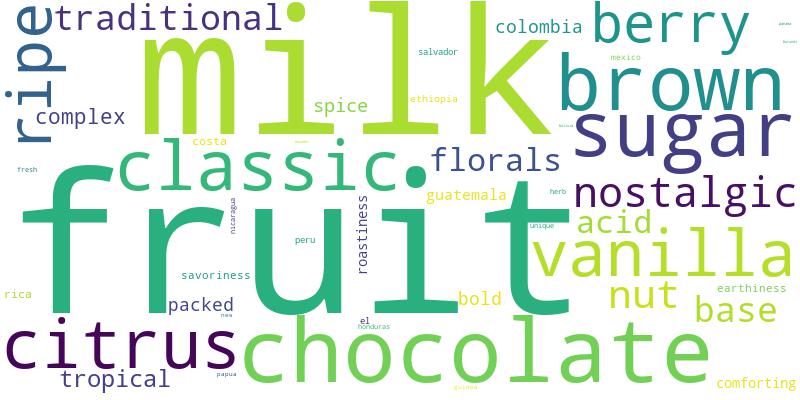 ripe
traditional
milk
colombia
berry
salvador
mexico
brown
complex
spice
ethiopia
sugar
costa
classic
florals
fresh
guatemala
herb
nostalgic
fruit
nicaragua
roastiness
unique
acid
peru
vanilla
savoriness
rica
packed
bold
nut
earthiness
base
new
el
honduras
citrus
chocolate
tropical
papua
guinea
comforting